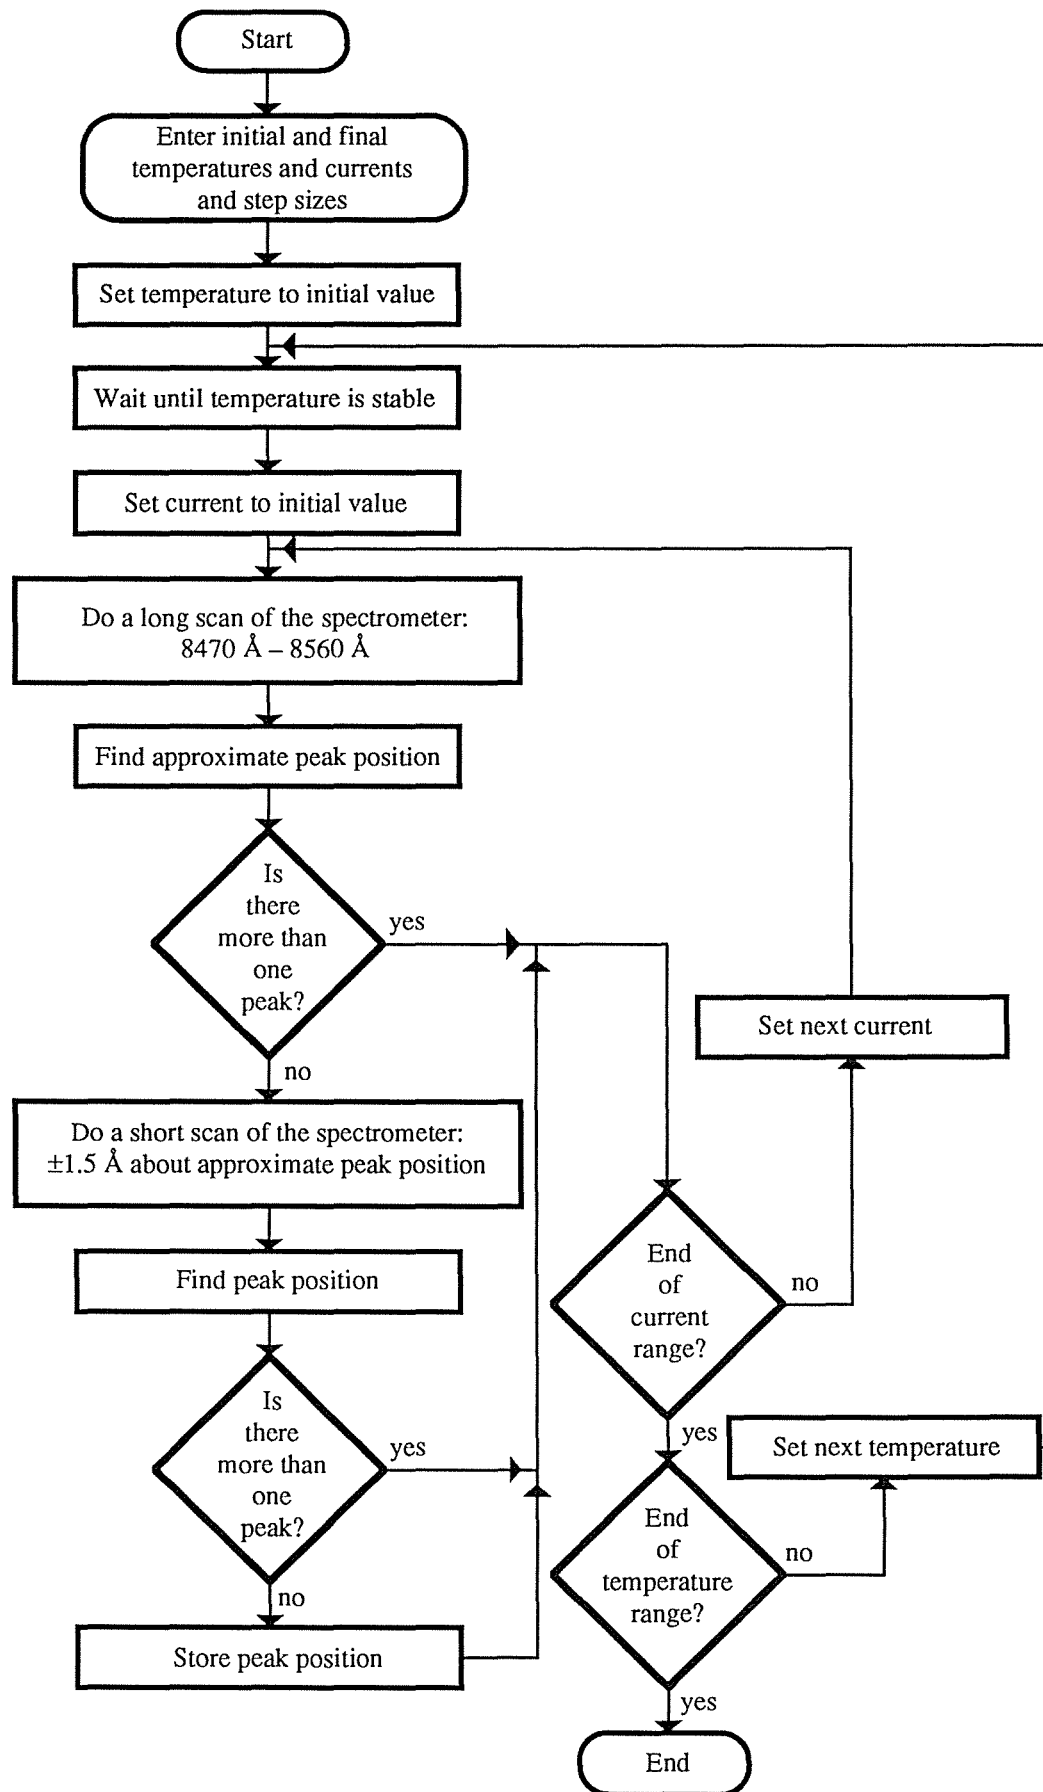 Start
Enter initial and final
temperatures and currents
and step sizes
Set temperature to initial value
Wait until temperature is stable
Set current to initial value
Do a long scan of the spectrometer:
8470 Å – 8560 Å
Find approximate peak position
Is
there
more than
one
peak?
yes
no
Do a short scan of the spectrometer:
±1.5 Å about approximate peak position
Find peak position
Is
there
more than
one
peak?
yes
no
Store peak position
Set next current
End
of
current
range?
no
yes
Set next temperature
End
of
temperature
range?
no
yes
End